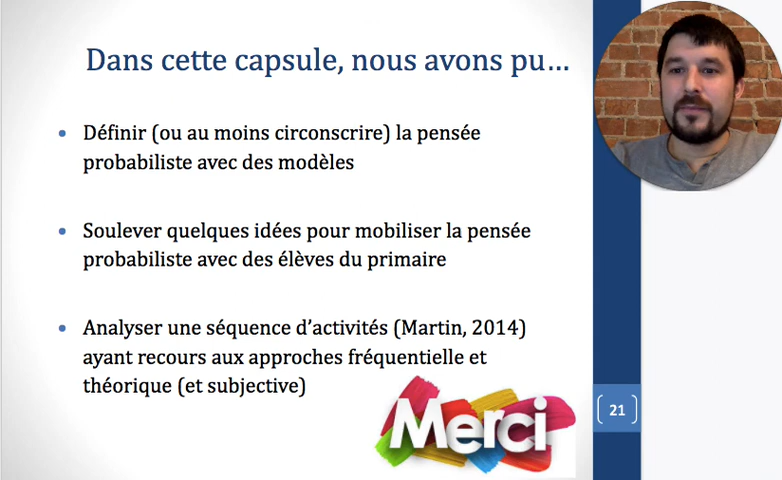 Dans cette capsule, nous avons pu…
• Définir (ou au moins circonscrire) la pensée
probabiliste avec des modèles
• Soulever quelques idées pour mobiliser la pensée
probabiliste avec des élèves du primaire
• Analyser une séquence d’activités (Martin, 2014)
ayant recours aux approches fréquentielle et
théorique (et subjective)
Merci
21